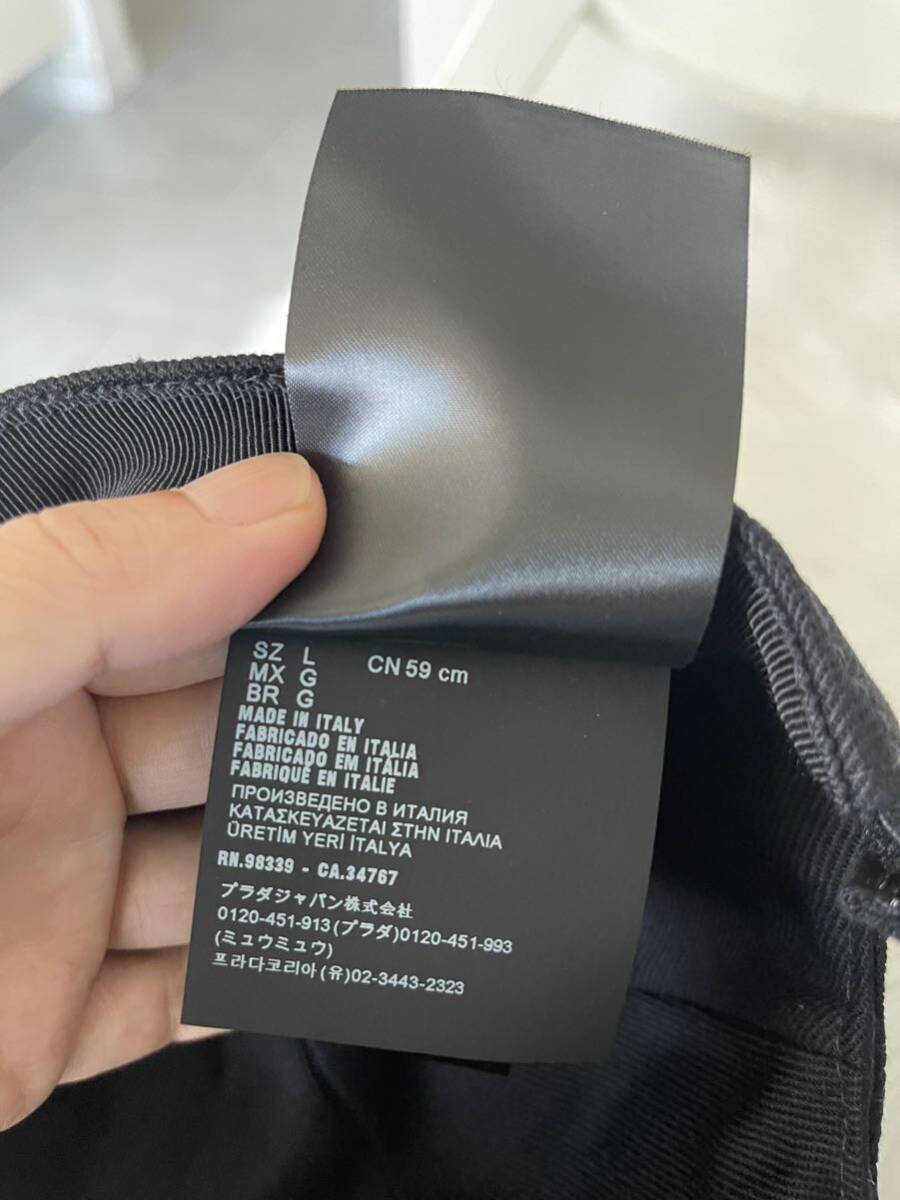 SZ L CN 59 cm
MX G
BR G
MADE IN ITALY
FABRICADO EN ITALIA
FABRICADO EM ITÁLIA
FABRIQUÉ EN ITALIE
ПРОИЗВЕДЕНО В ИТАЛИЯ
ΚΑΤΑΣΚΕΥΑΖΕΤΑΙ ΣΤΗΝ ΙΤΑΛΙΑ
ÜRETİM YERİ İTALYA
RN.98339 - CA.34767
プラダジャパン株式会社
0120-451-913(プラダ)0120-451-993
(ミュウミュウ)
프라다코리아(유)02-3443-2323